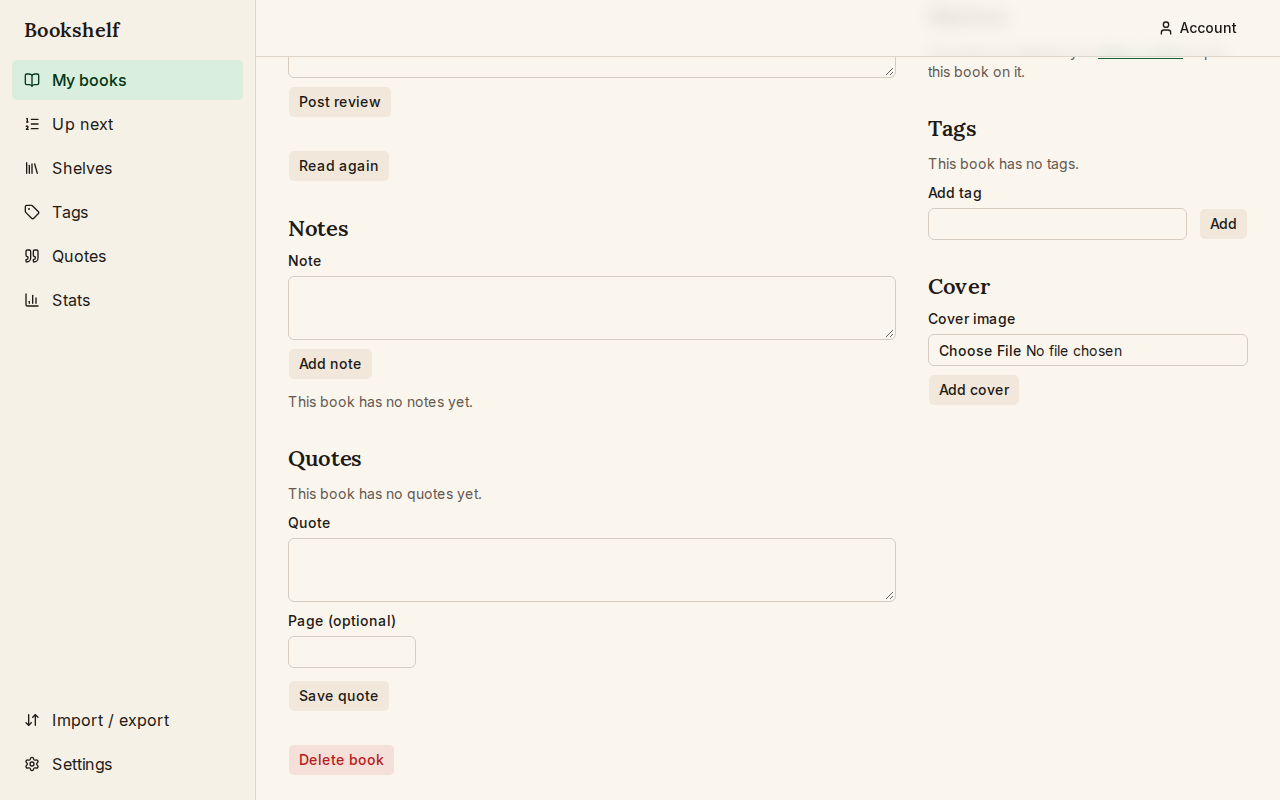 Bookshelf
My books
Up next
Shelves
Tags
Quotes
Stats
Import / export
Settings
Account
Post review
Read again
Notes
Note
Add note
This book has no notes yet.
Quotes
This book has no quotes yet.
Quote
Page (optional)
Save quote
Delete book
this book on it.
Tags
This book has no tags.
Add tag
Add
Cover
Cover image
Choose File No file chosen
Add cover